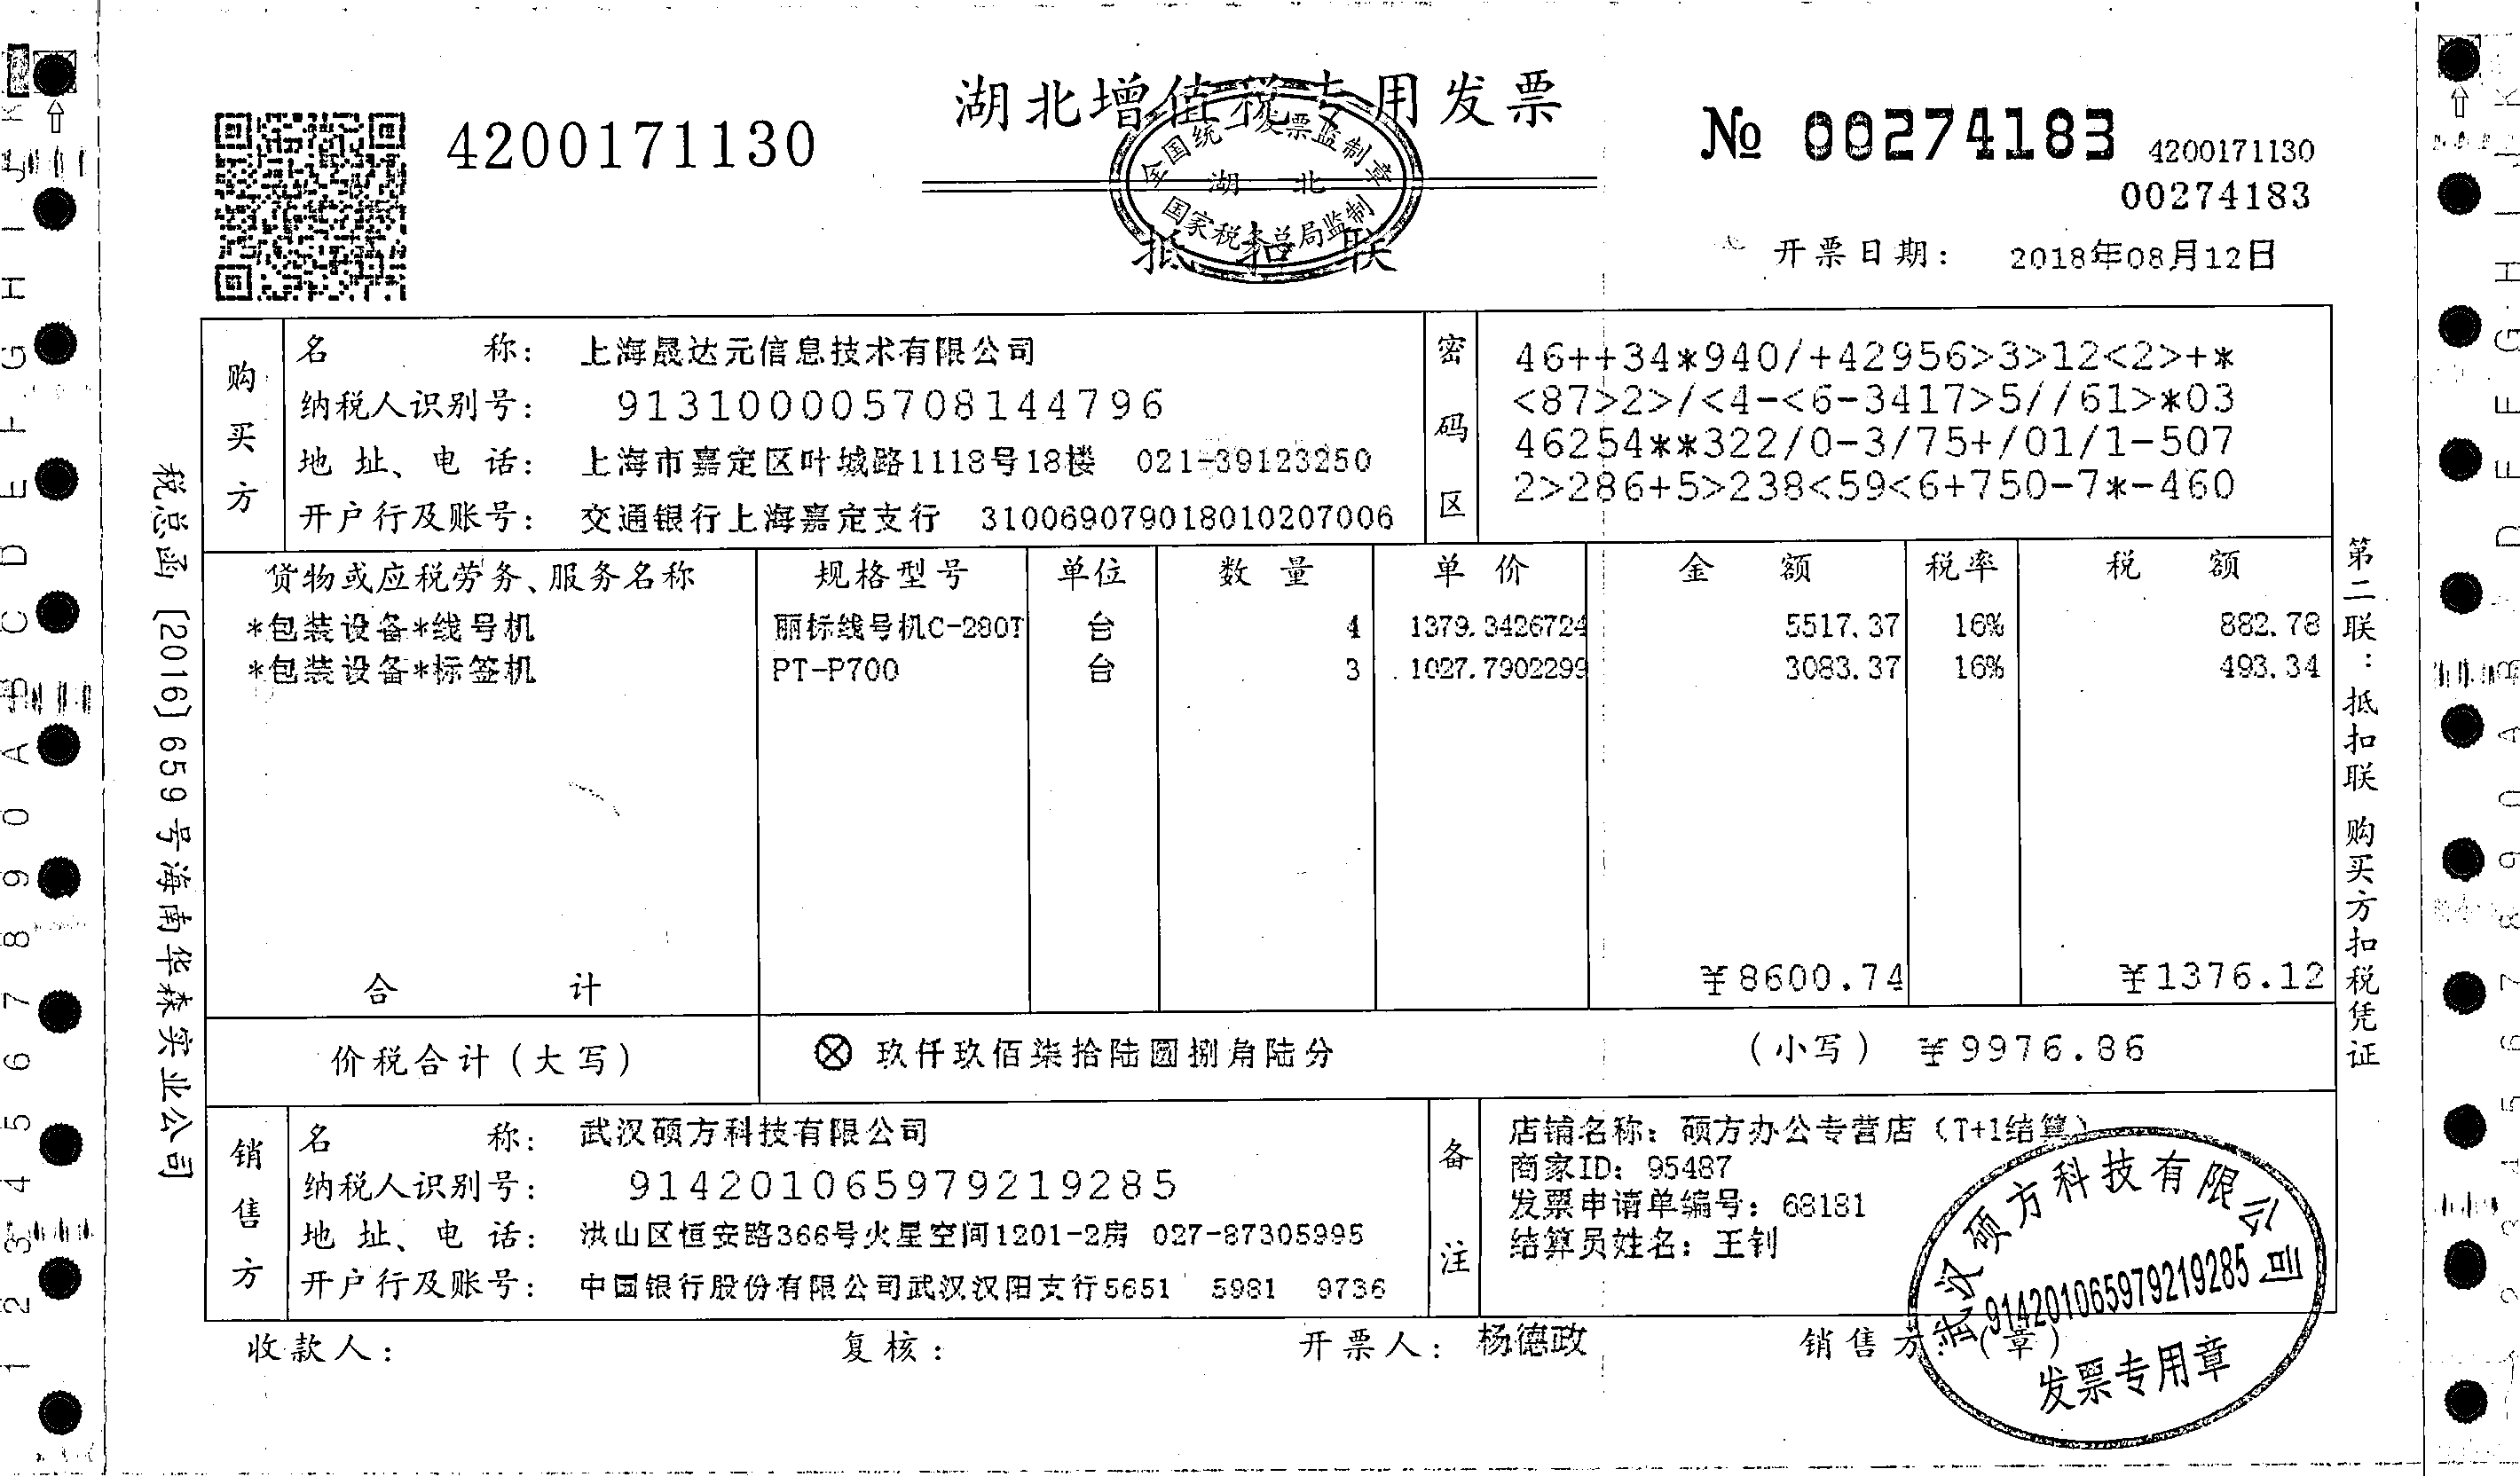 湖北增值税专用发票
4200171130
№ 00274183
4200171130
00274183
全国统一发票监制章
湖北
国家税务总局监制
抵扣联
开票日期： 2018年08月12日
购买方
名称： 上海晟达元信息技术有限公司
纳税人识别号： 913100005708144796
地址、电话： 上海市嘉定区叶城路1118号18楼 021-39123250
开户行及账号： 交通银行上海嘉定支行 310069079018010207006
密码区
46++34*940/+42956>3>12<2>+*
<87>2>/<4-<6-3417>5//61>*03
46254**322/0-3/75+/01/1-507
2>286+5>238<59<6+750-7*-460
货物或应税劳务、服务名称 规格型号 单位 数量 单价 金额 税率 税额
*包装设备*线号机 丽标线号机C-280T 台 4 1379.3426724 5517.37 16% 882.78
*包装设备*标签机 PT-P700 台 3 1027.7902299 3083.37 16% 493.34
合计 ¥8600.74 ¥1376.12
价税合计（大写） ⊗ 玖仟玖佰柒拾陆圆捌角陆分 （小写） ¥9976.86
销售方
名称： 武汉硕方科技有限公司
纳税人识别号： 914201065979219285
地址、电话： 洪山区恒安路366号火星空间1201-2房 027-87305995
开户行及账号： 中国银行股份有限公司武汉汉阳支行5651 5981 9736
备注
店铺名称：硕方办公专营店（T+1结算）
商家ID：95487
发票申请单编号：68181
结算员姓名：王钊
收款人： 复核： 开票人： 杨德政 销售方：（章）
武汉硕方科技有限公司
914201065979219285
发票专用章
税总函［2016］659号海南华森实业公司
第二联：抵扣联 购买方扣税凭证